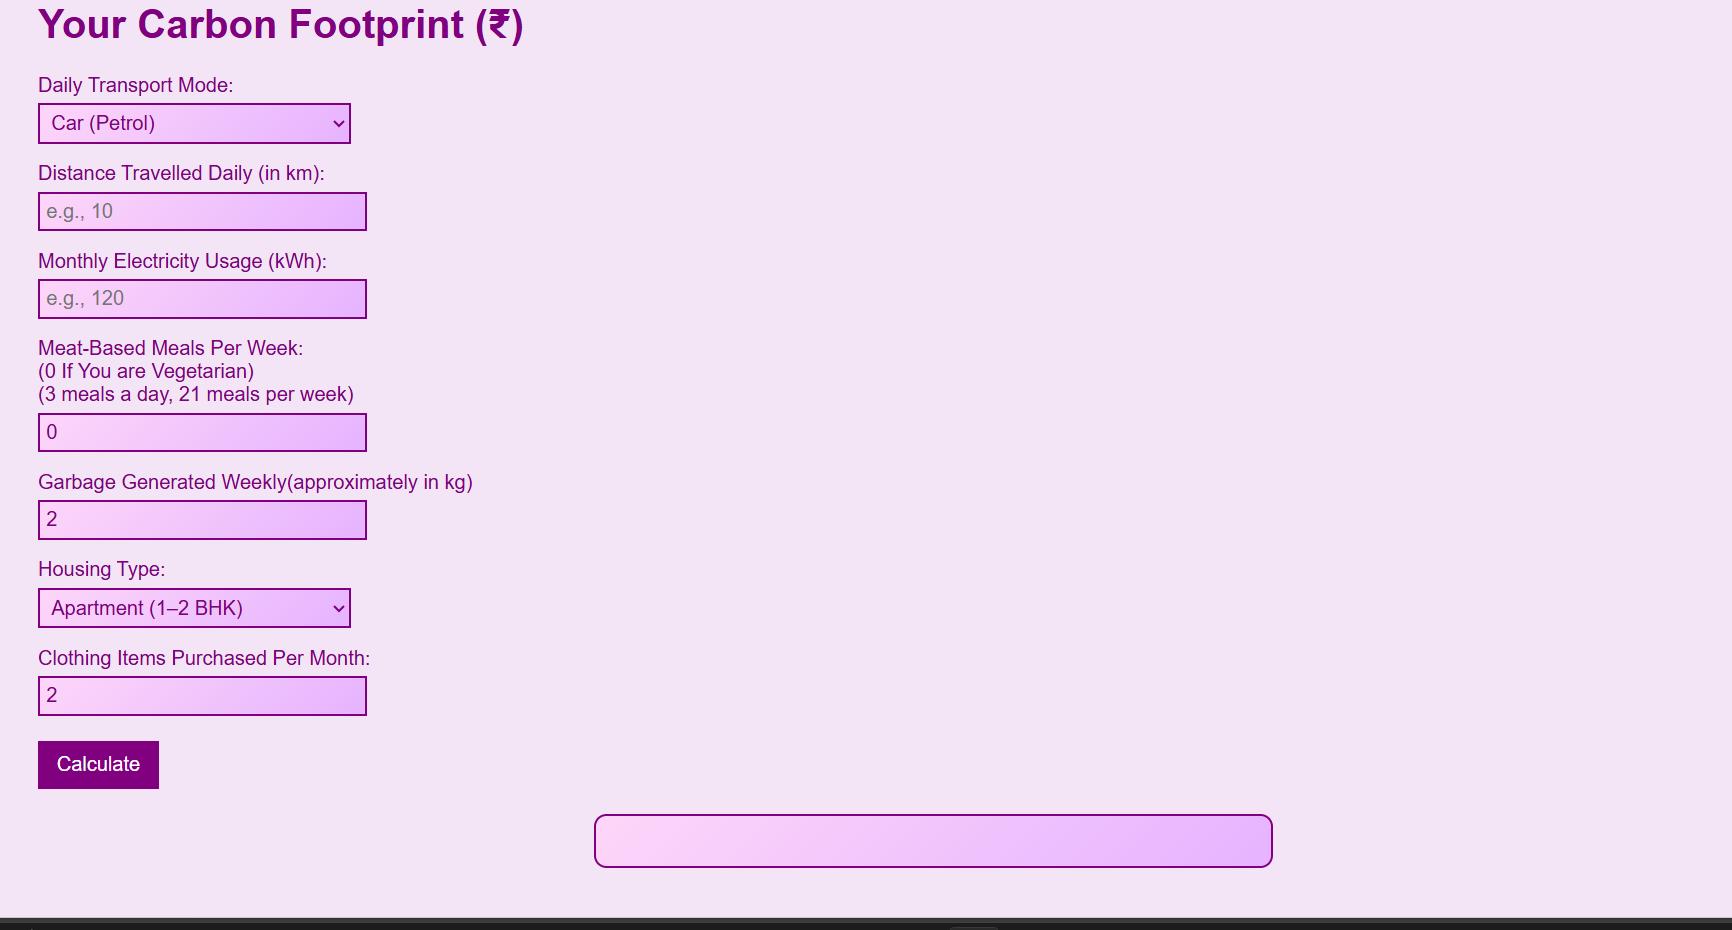 Your Carbon Footprint (₹)
Daily Transport Mode:
Car (Petrol)
Distance Travelled Daily (in km):
e.g., 10
Monthly Electricity Usage (kWh):
e.g., 120
Meat-Based Meals Per Week:
(0 If You are Vegetarian)
(3 meals a day, 21 meals per week)
0
Garbage Generated Weekly(approximately in kg)
2
Housing Type:
Apartment (1–2 BHK)
Clothing Items Purchased Per Month:
2
Calculate